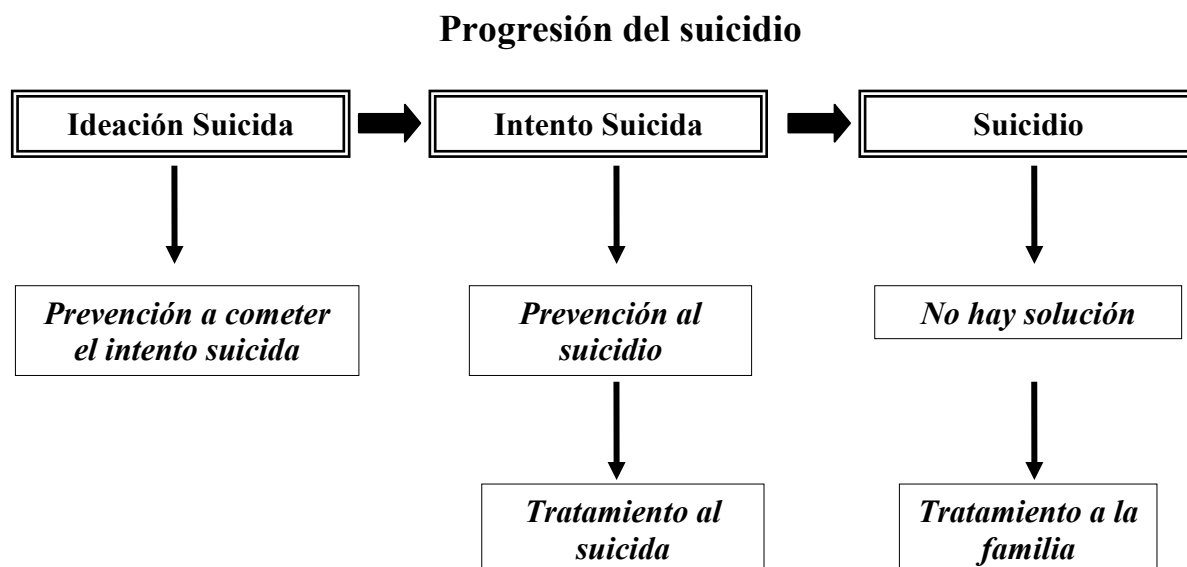 Progresión del suicidio
Ideación Suicida
Intento Suicida
Suicidio
Prevención a cometer
el intento suicida
Prevención al
suicidio
No hay solución
Tratamiento al
suicida
Tratamiento a la
familia